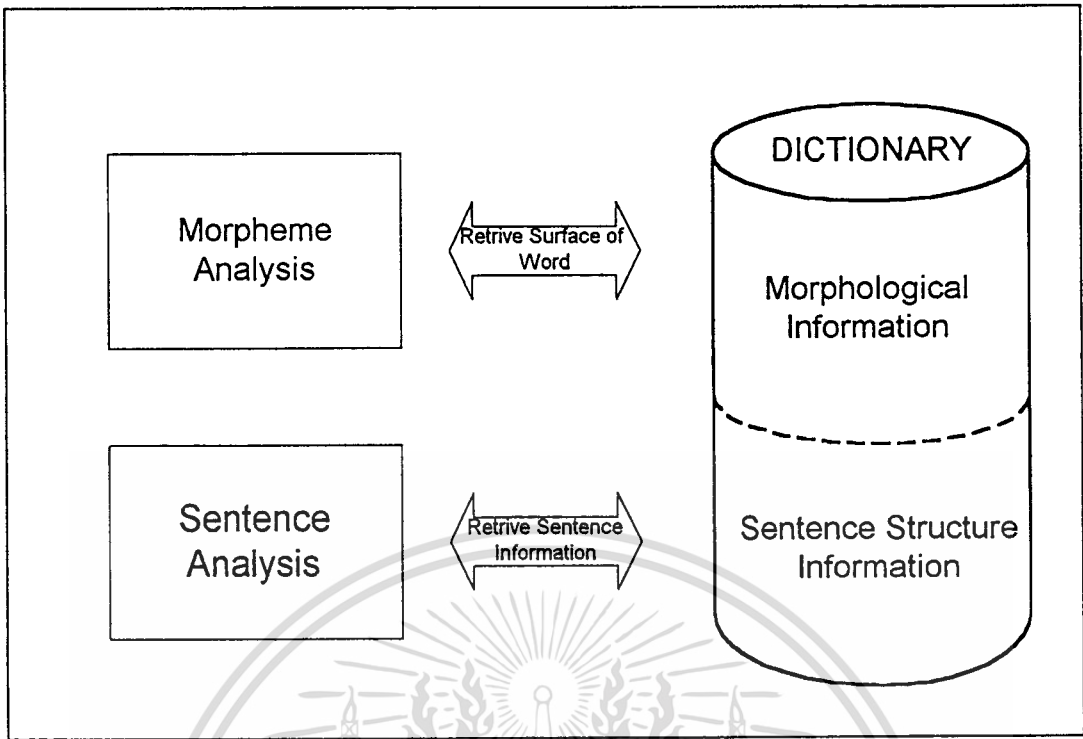 DICTIONARY
Morpheme
Analysis
Retrive Surface of
Word
Morphological
Information
Sentence
Analysis
Retrive Sentence
Information
Sentence Structure
Information